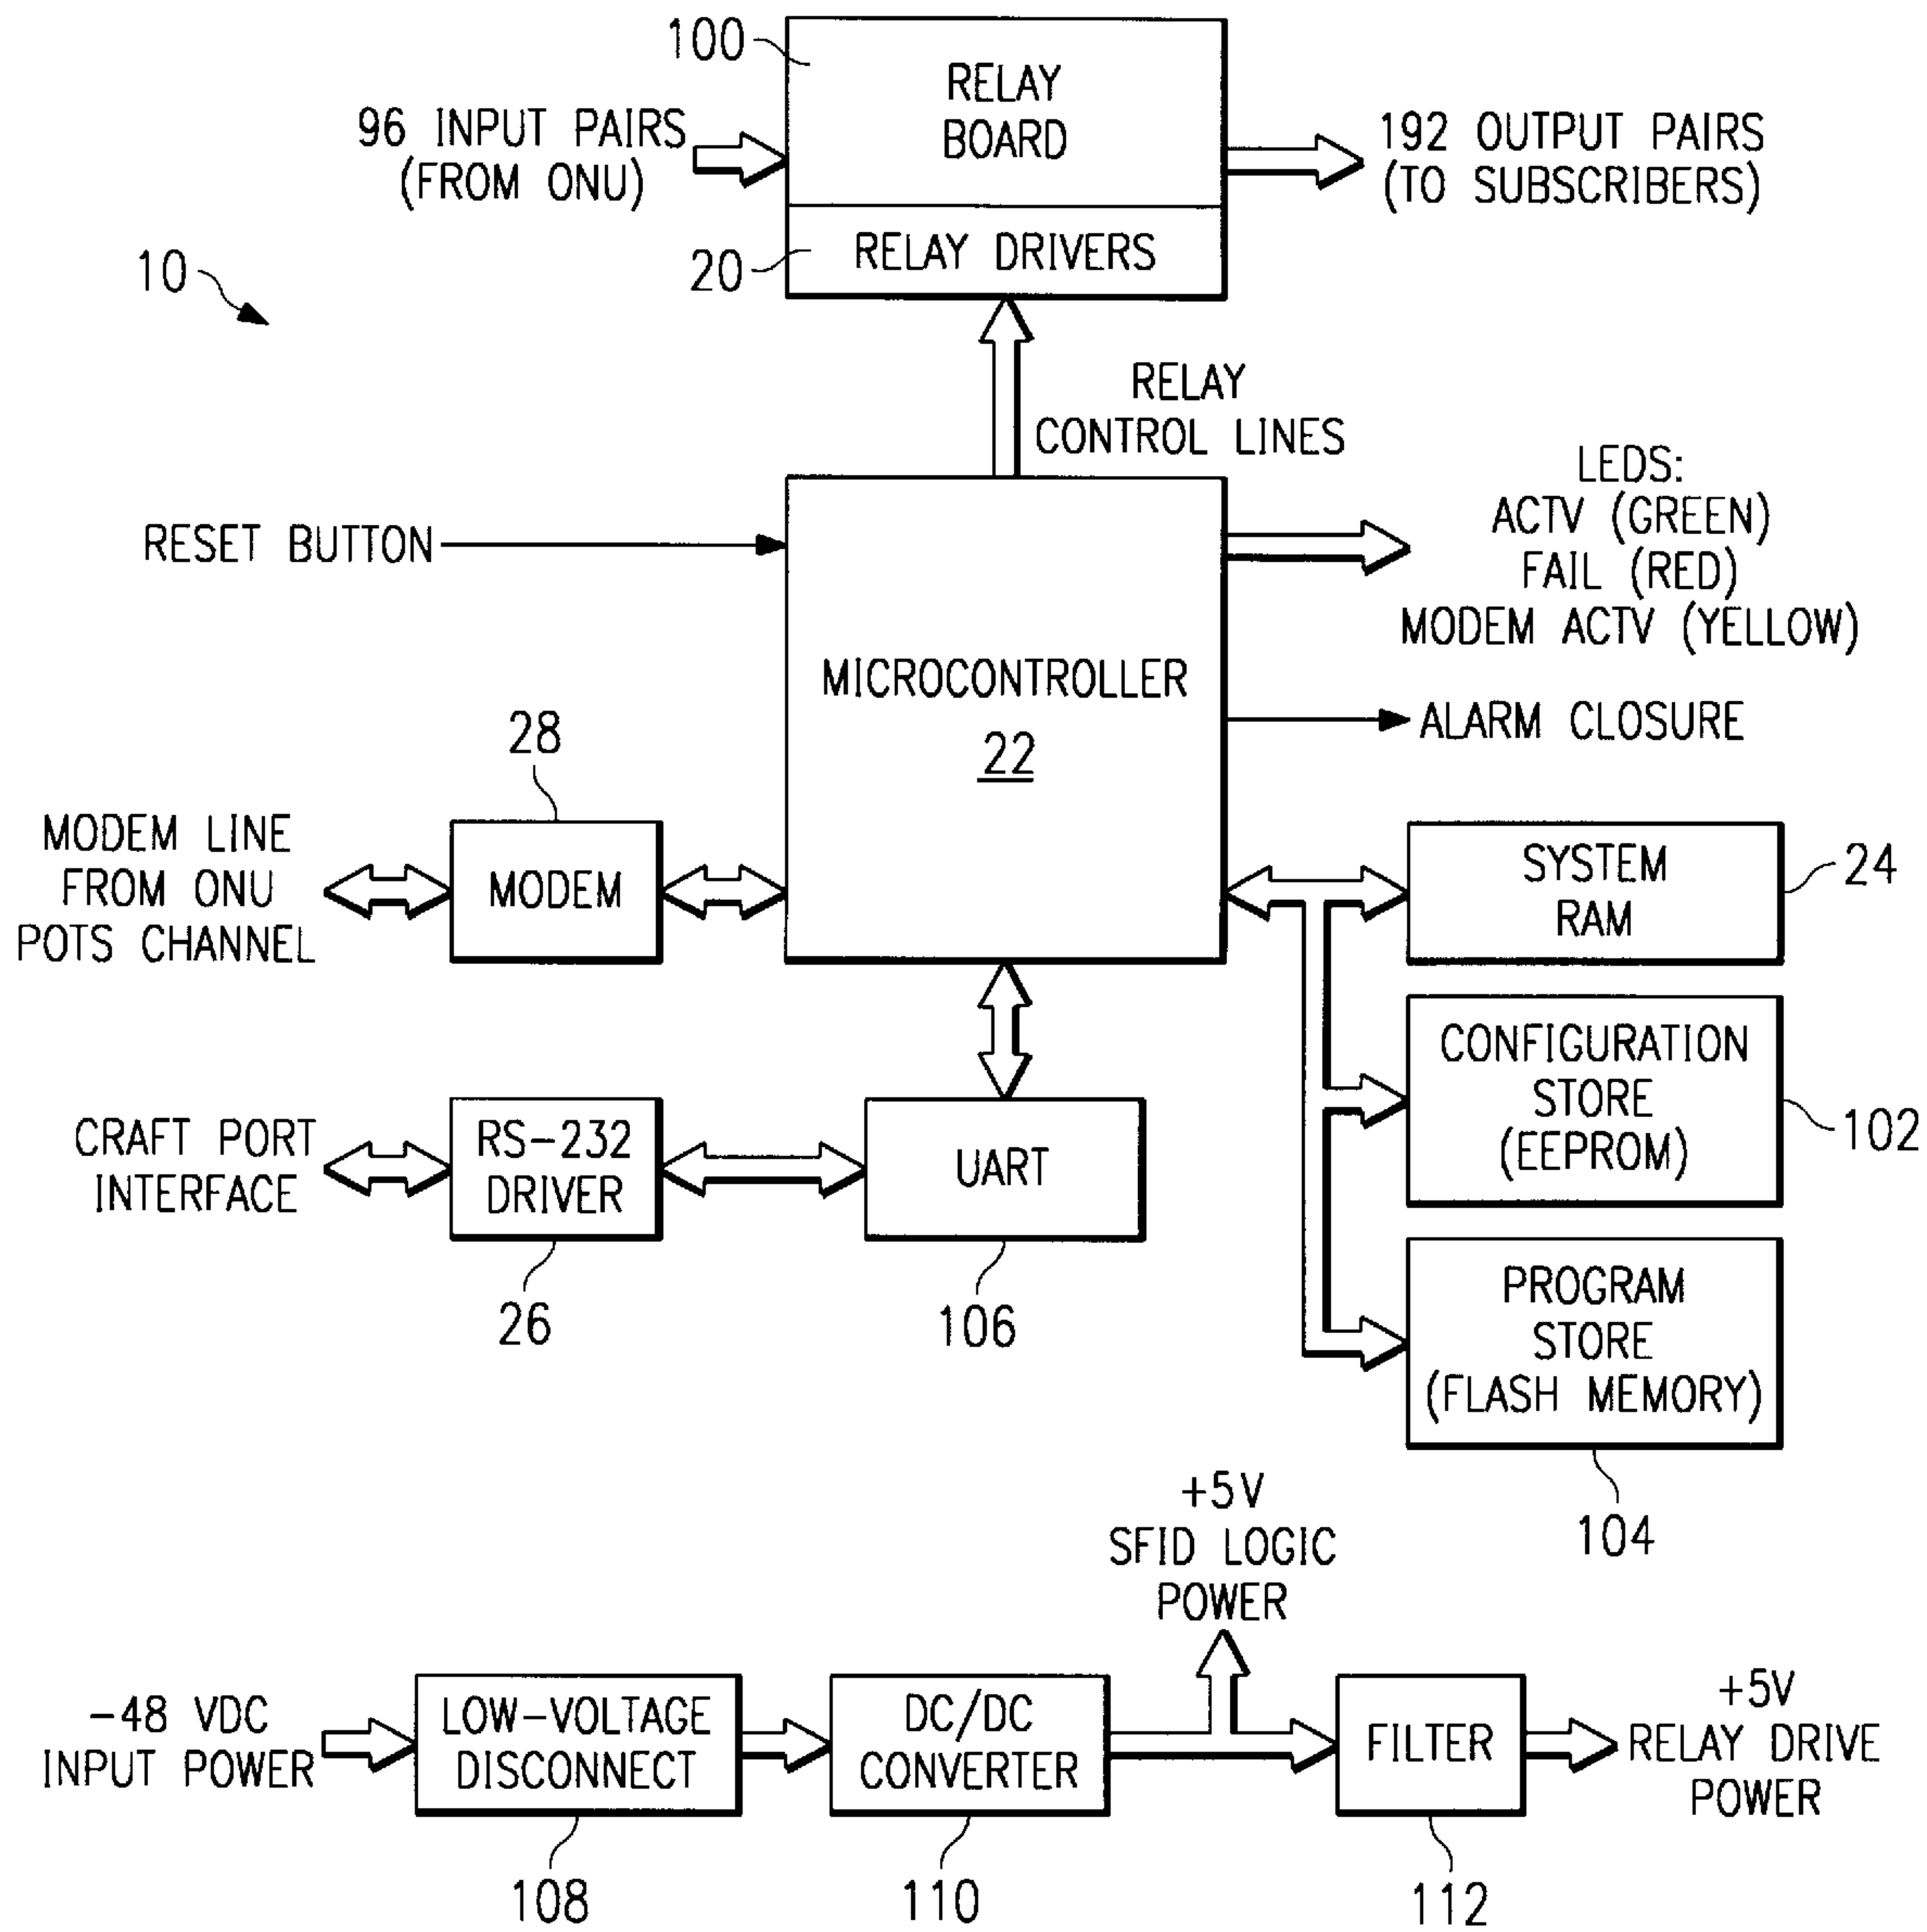 100
RELAY
BOARD
96 INPUT PAIRS
(FROM ONU)
192 OUTPUT PAIRS
(TO SUBSCRIBERS)
20
RELAY DRIVERS
10
RELAY
CONTROL LINES
LEDS:
ACTV (GREEN)
FAIL (RED)
MODEM ACTV (YELLOW)
RESET BUTTON
MICROCONTROLLER
22
ALARM CLOSURE
28
MODEM LINE
FROM ONU
POTS CHANNEL
MODEM
SYSTEM
RAM
24
CONFIGURATION
STORE
(EEPROM)
102
CRAFT PORT
INTERFACE
RS-232
DRIVER
26
UART
106
PROGRAM
STORE
(FLASH MEMORY)
104
+5V
SFID LOGIC
POWER
-48 VDC
INPUT POWER
LOW-VOLTAGE
DISCONNECT
108
DC/DC
CONVERTER
110
FILTER
112
+5V
RELAY DRIVE
POWER